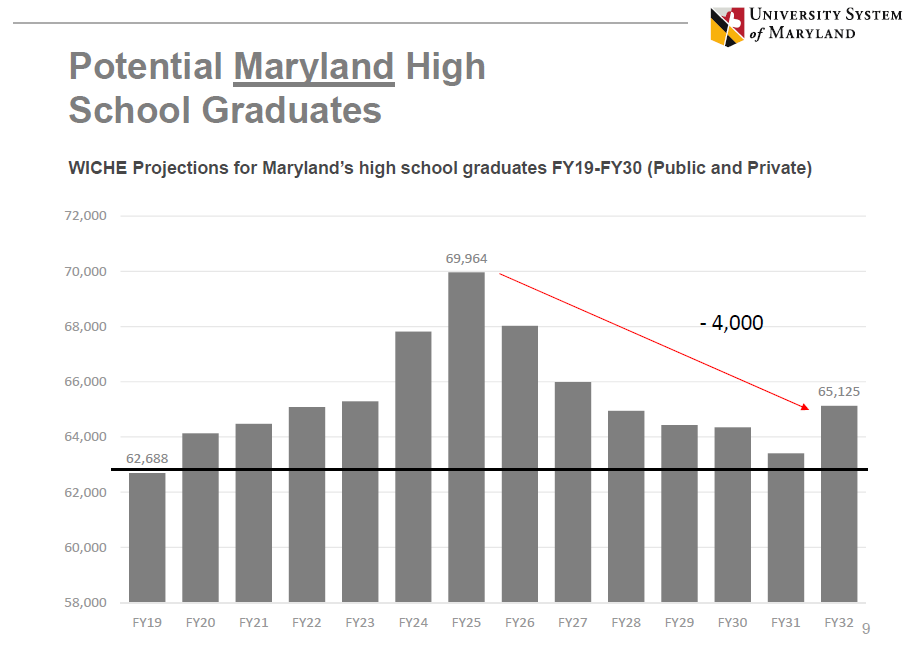 UNIVERSITY SYSTEM
of MARYLAND
Potential Maryland High
School Graduates
WICHE Projections for Maryland's high school graduates FY19-FY30 (Public and Private)
72,000
70,000
68,000
66,000
64,000
62,000
60,000
58,000
62,688
69,964
- 4,000
65,125
FY19 FY20 FY21 FY22 FY23 FY24 FY25 FY26 FY27 FY28 FY29 FY30 FY31 FY32
9